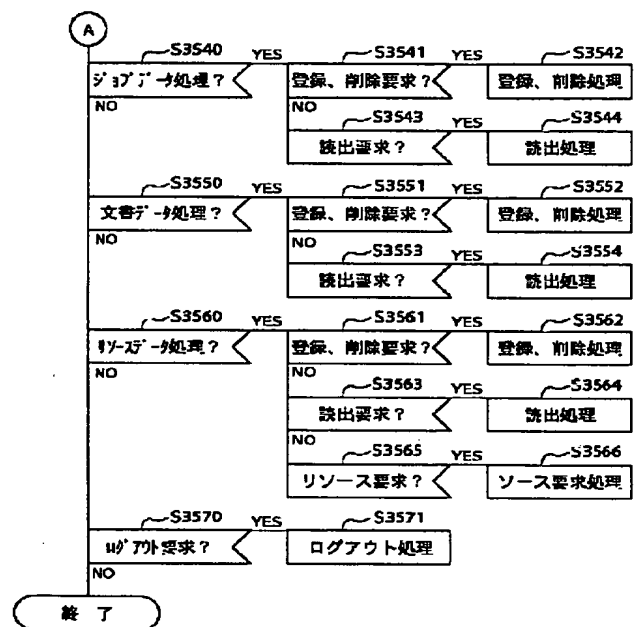 A
S3540 YES S3541 YES S3542
ジョブデータ処理？ 登録、削除要求？ 登録、削除処理
NO NO
S3543 YES S3544
読出要求？ 読出処理
S3550 YES S3551 YES S3552
文書データ処理？ 登録、削除要求？ 登録、削除処理
NO NO
S3553 YES S3554
読出要求？ 読出処理
S3560 YES S3561 YES S3562
リソースデータ処理？ 登録、削除要求？ 登録、削除処理
NO NO
S3563 YES S3564
読出要求？ 読出処理
NO
S3565 YES S3566
リソース要求？ ソース要求処理
S3570 YES S3571
ログアウト要求？ ログアウト処理
NO
終 了